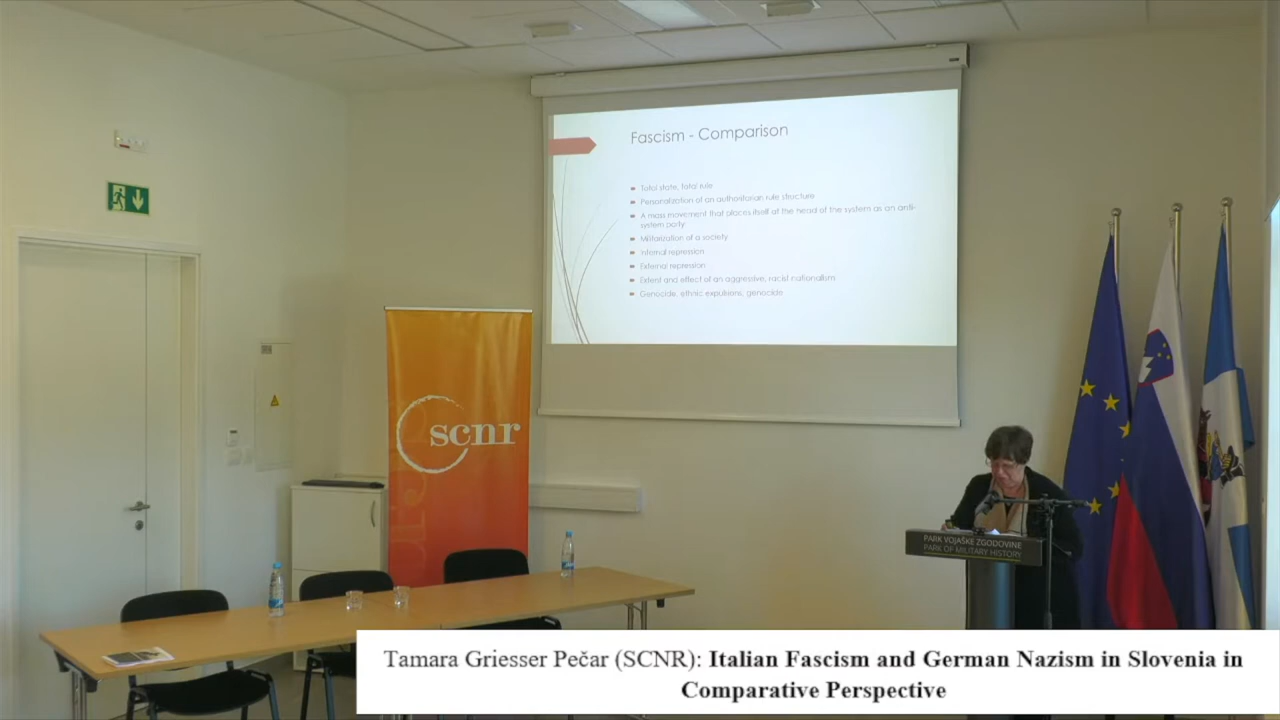 Fascism - Comparison
Total state, total rule
Personalization of an authoritarian rule structure
A mass movement that places itself at the head of the system as an anti-
system party
Militarization of a society
Internal repression
External repression
Extent and effect of an aggressive, racist nationalism
Genocide, ethnic expulsions, genocide
scnr
PARK VOJAŠKE ZGODOVINE
PARK OF MILITARY HISTORY
Tamara Griesser Pečar (SCNR): Italian Fascism and German Nazism in Slovenia in
Comparative Perspective